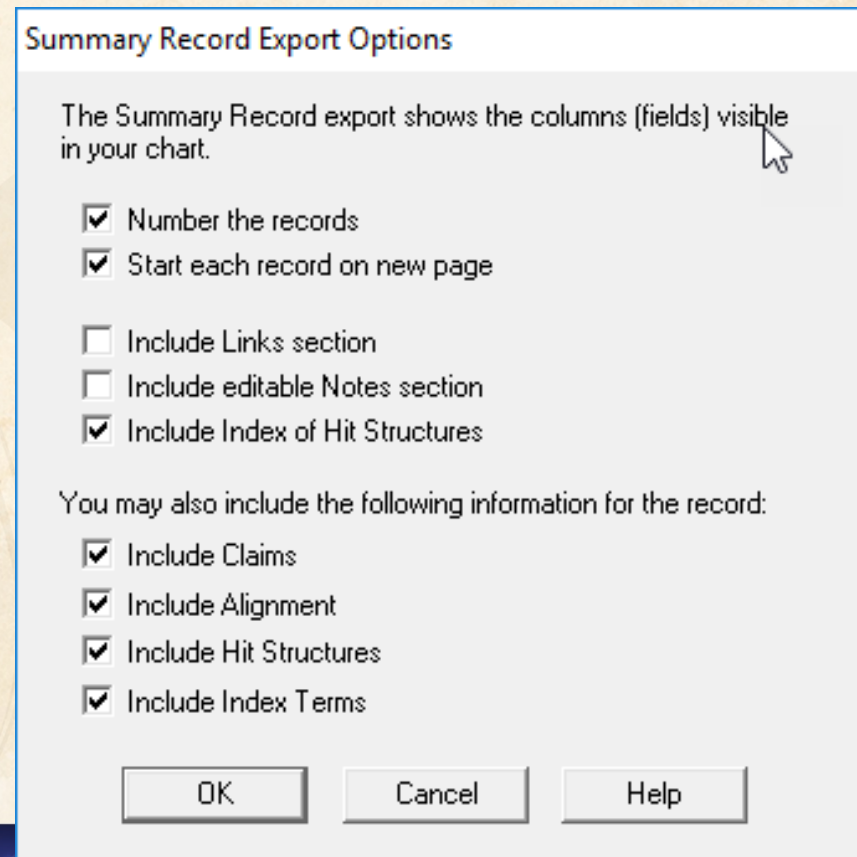 Summary Record Export Options
The Summary Record export shows the columns (fields) visible
in your chart.
Number the records
Start each record on new page
Include Links section
Include editable Notes section
Include Index of Hit Structures
You may also include the following information for the record:
Include Claims
Include Alignment
Include Hit Structures
Include Index Terms
OK Cancel Help